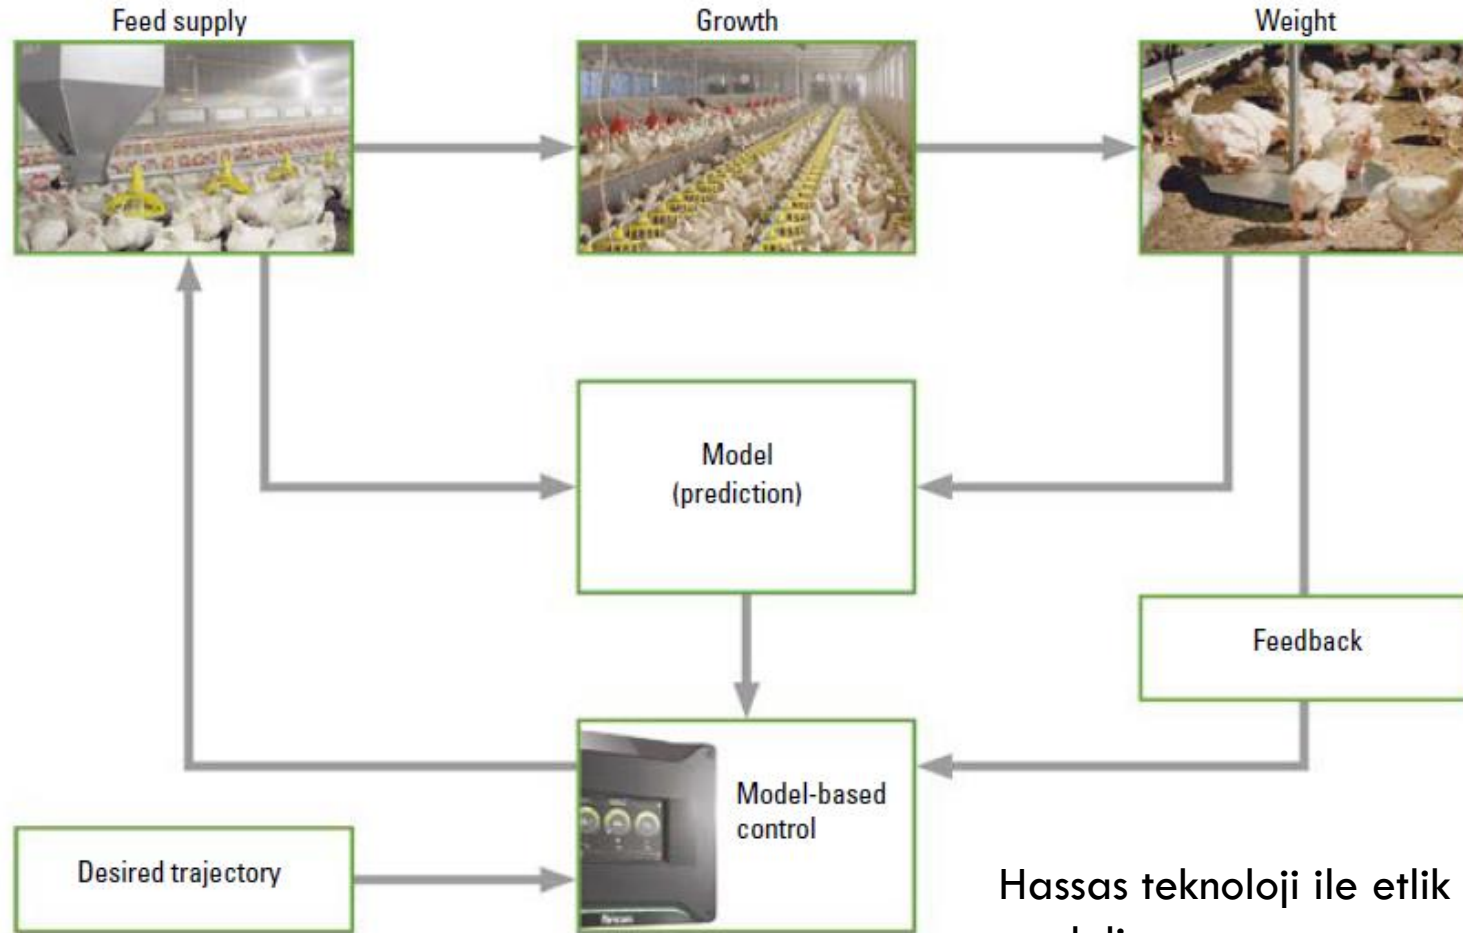 Feed supply
Growth
Weight
Model
(prediction)
Feedback
Model-based
control
Desired trajectory
Hassas teknoloji ile etlik